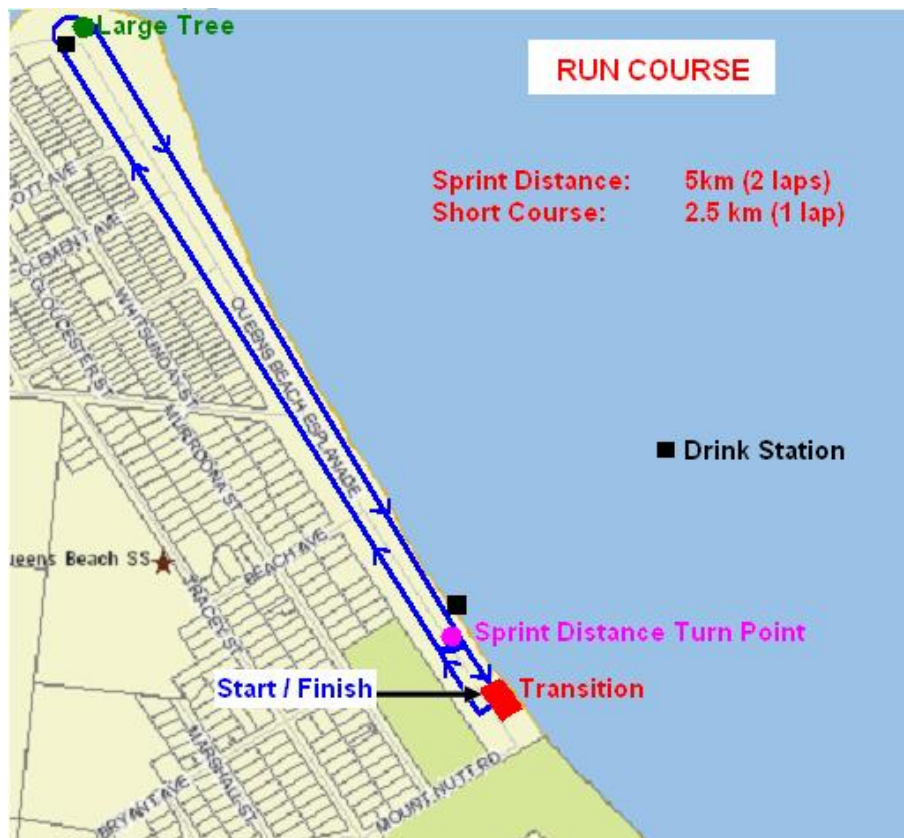 Large Tree
RUN COURSE
Sprint Distance: 5km (2 laps)
Short Course: 2.5 km (1 lap)
OTT AVE
CLEMENT AVE
GLOUCESTER ST
WHITSUNDAY ST
QUEENS BEACH ESPLANADE
MURROONA ST
Drink Station
ueens Beach SS
BEACH AVE
TRACEY ST
Sprint Distance Turn Point
Start / Finish
Transition
MARSHALL ST
MOUNT NUTT RD
BRYANT AVE